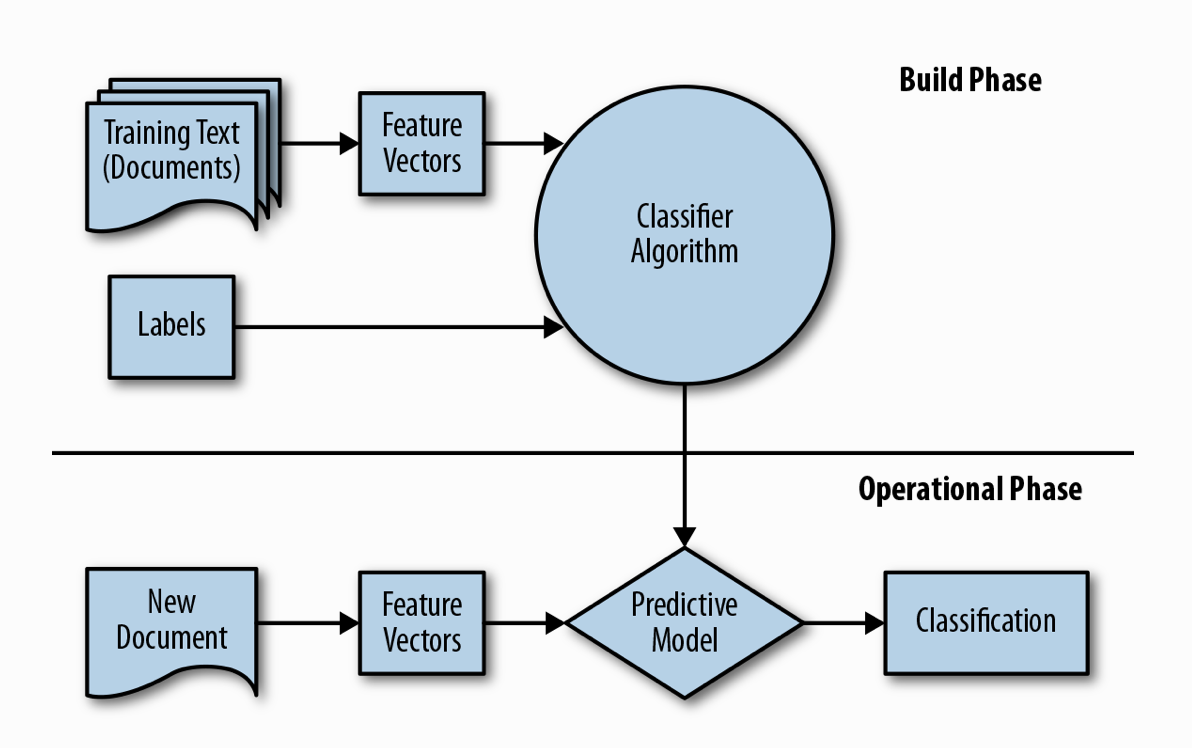 Build Phase
Training Text
(Documents)
Feature
Vectors
Classifier
Algorithm
Labels
Operational Phase
New
Document
Feature
Vectors
Predictive
Model
Classification